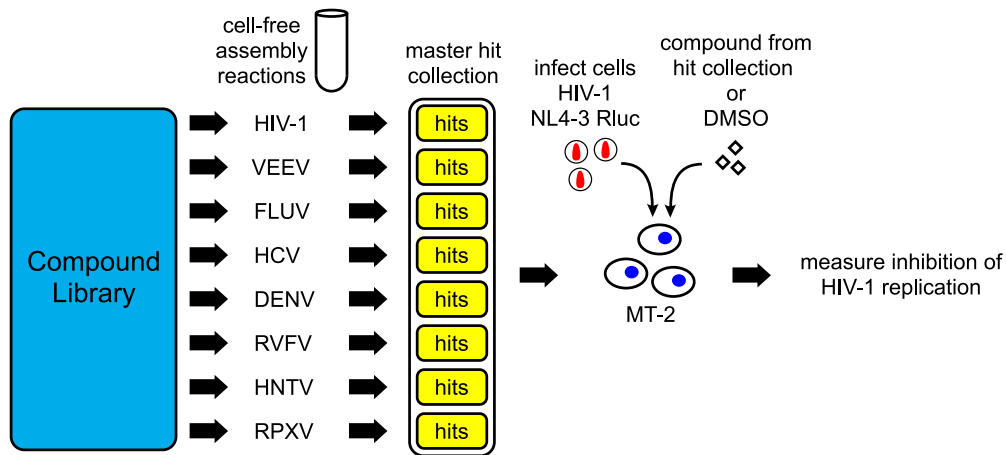 cell-free
assembly
reactions
master hit
collection
infect cells
HIV-1
NL4-3 Rluc
compound from
hit collection
or
DMSO
Compound
Library
HIV-1
hits
VEEV
hits
FLUV
hits
HCV
hits
DENV
hits
RVFV
hits
HNTV
hits
RPXV
hits
MT-2
measure inhibition of
HIV-1 replication